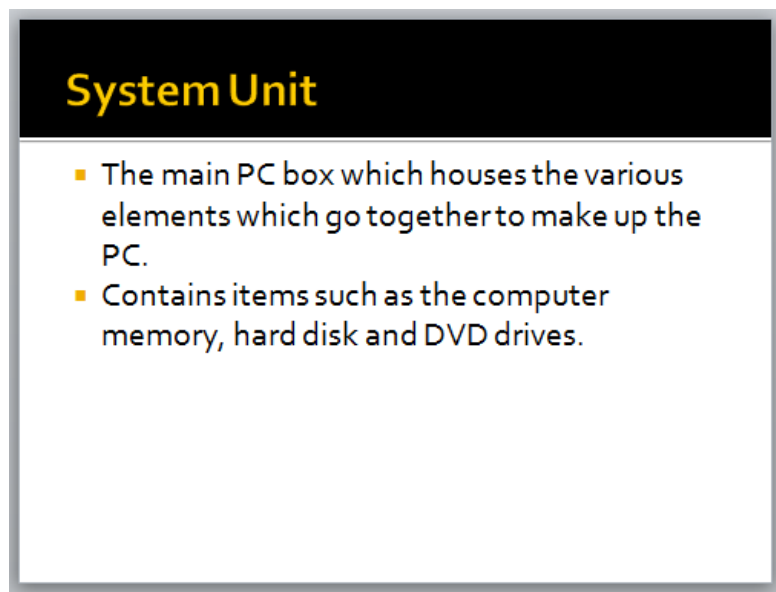 System Unit
The main PC box which houses the various
elements which go together to make up the
PC.
Contains items such as the computer
memory, hard disk and DVD drives.